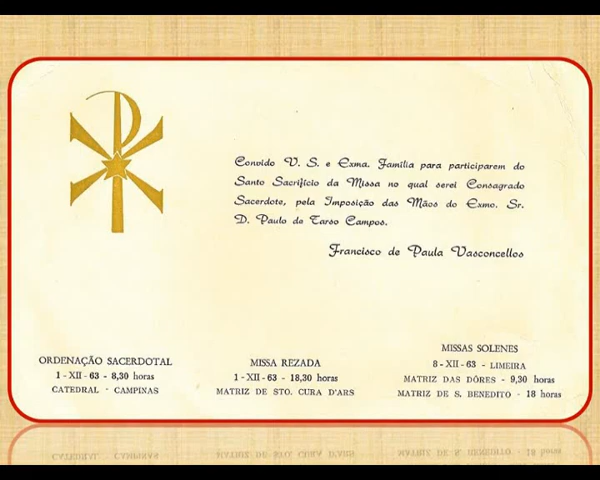 Convido V. S. e Exma. Família para participarem do
Santo Sacrifício da Missa no qual serei Consagrado
Sacerdote, pela Imposição das Mãos do Exmo. Sr.
D. Paulo de Tarso Campos.
Francisco de Paula Vasconcellos
ORDENAÇÃO SACERDOTAL
1 - XII - 63 - 8,30 horas
CATEDRAL - CAMPINAS
MISSA REZADA
1 - XII - 63 - 18,30 horas
MATRIZ DE STO. CURA D'ARS
MISSAS SOLENES
8 - XII - 63 - LIMEIRA
MATRIZ DAS DÔRES - 9,30 horas
MATRIZ DE S. BENEDITO - 18 horas